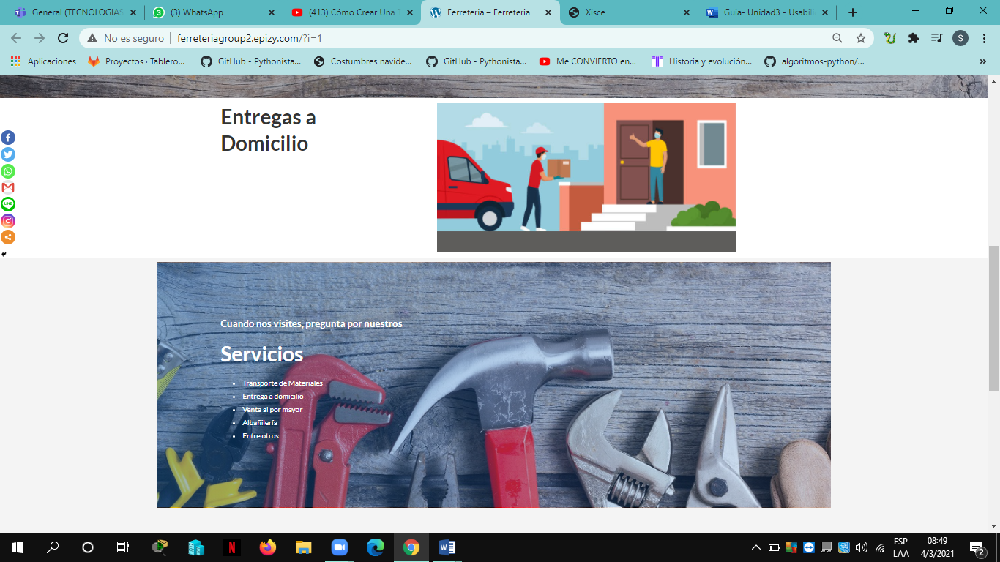 General (TECNOLOGIAS
(3) WhatsApp
(413) Cómo Crear Una T
Ferreteria – Ferreteria
Xisce
Guia- Unidad3 - Usabili
No es seguro
ferreteriagroup2.epizy.com/?i=1
S
Aplicaciones
Proyectos · Tablero...
GitHub - Pythonista...
Costumbres navide...
GitHub - Pythonista...
Me CONVIERTO en...
Historia y evolución...
algoritmos-python/...
»
Entregas a
Domicilio
LINE
Cuando nos visites, pregunta por nuestros
Servicios
• Transporte de Materiales
• Entrega a domicilio
• Venta al por mayor
• Albañilería
• Entre otros
ESP
LAA
08:49
4/3/2021
2